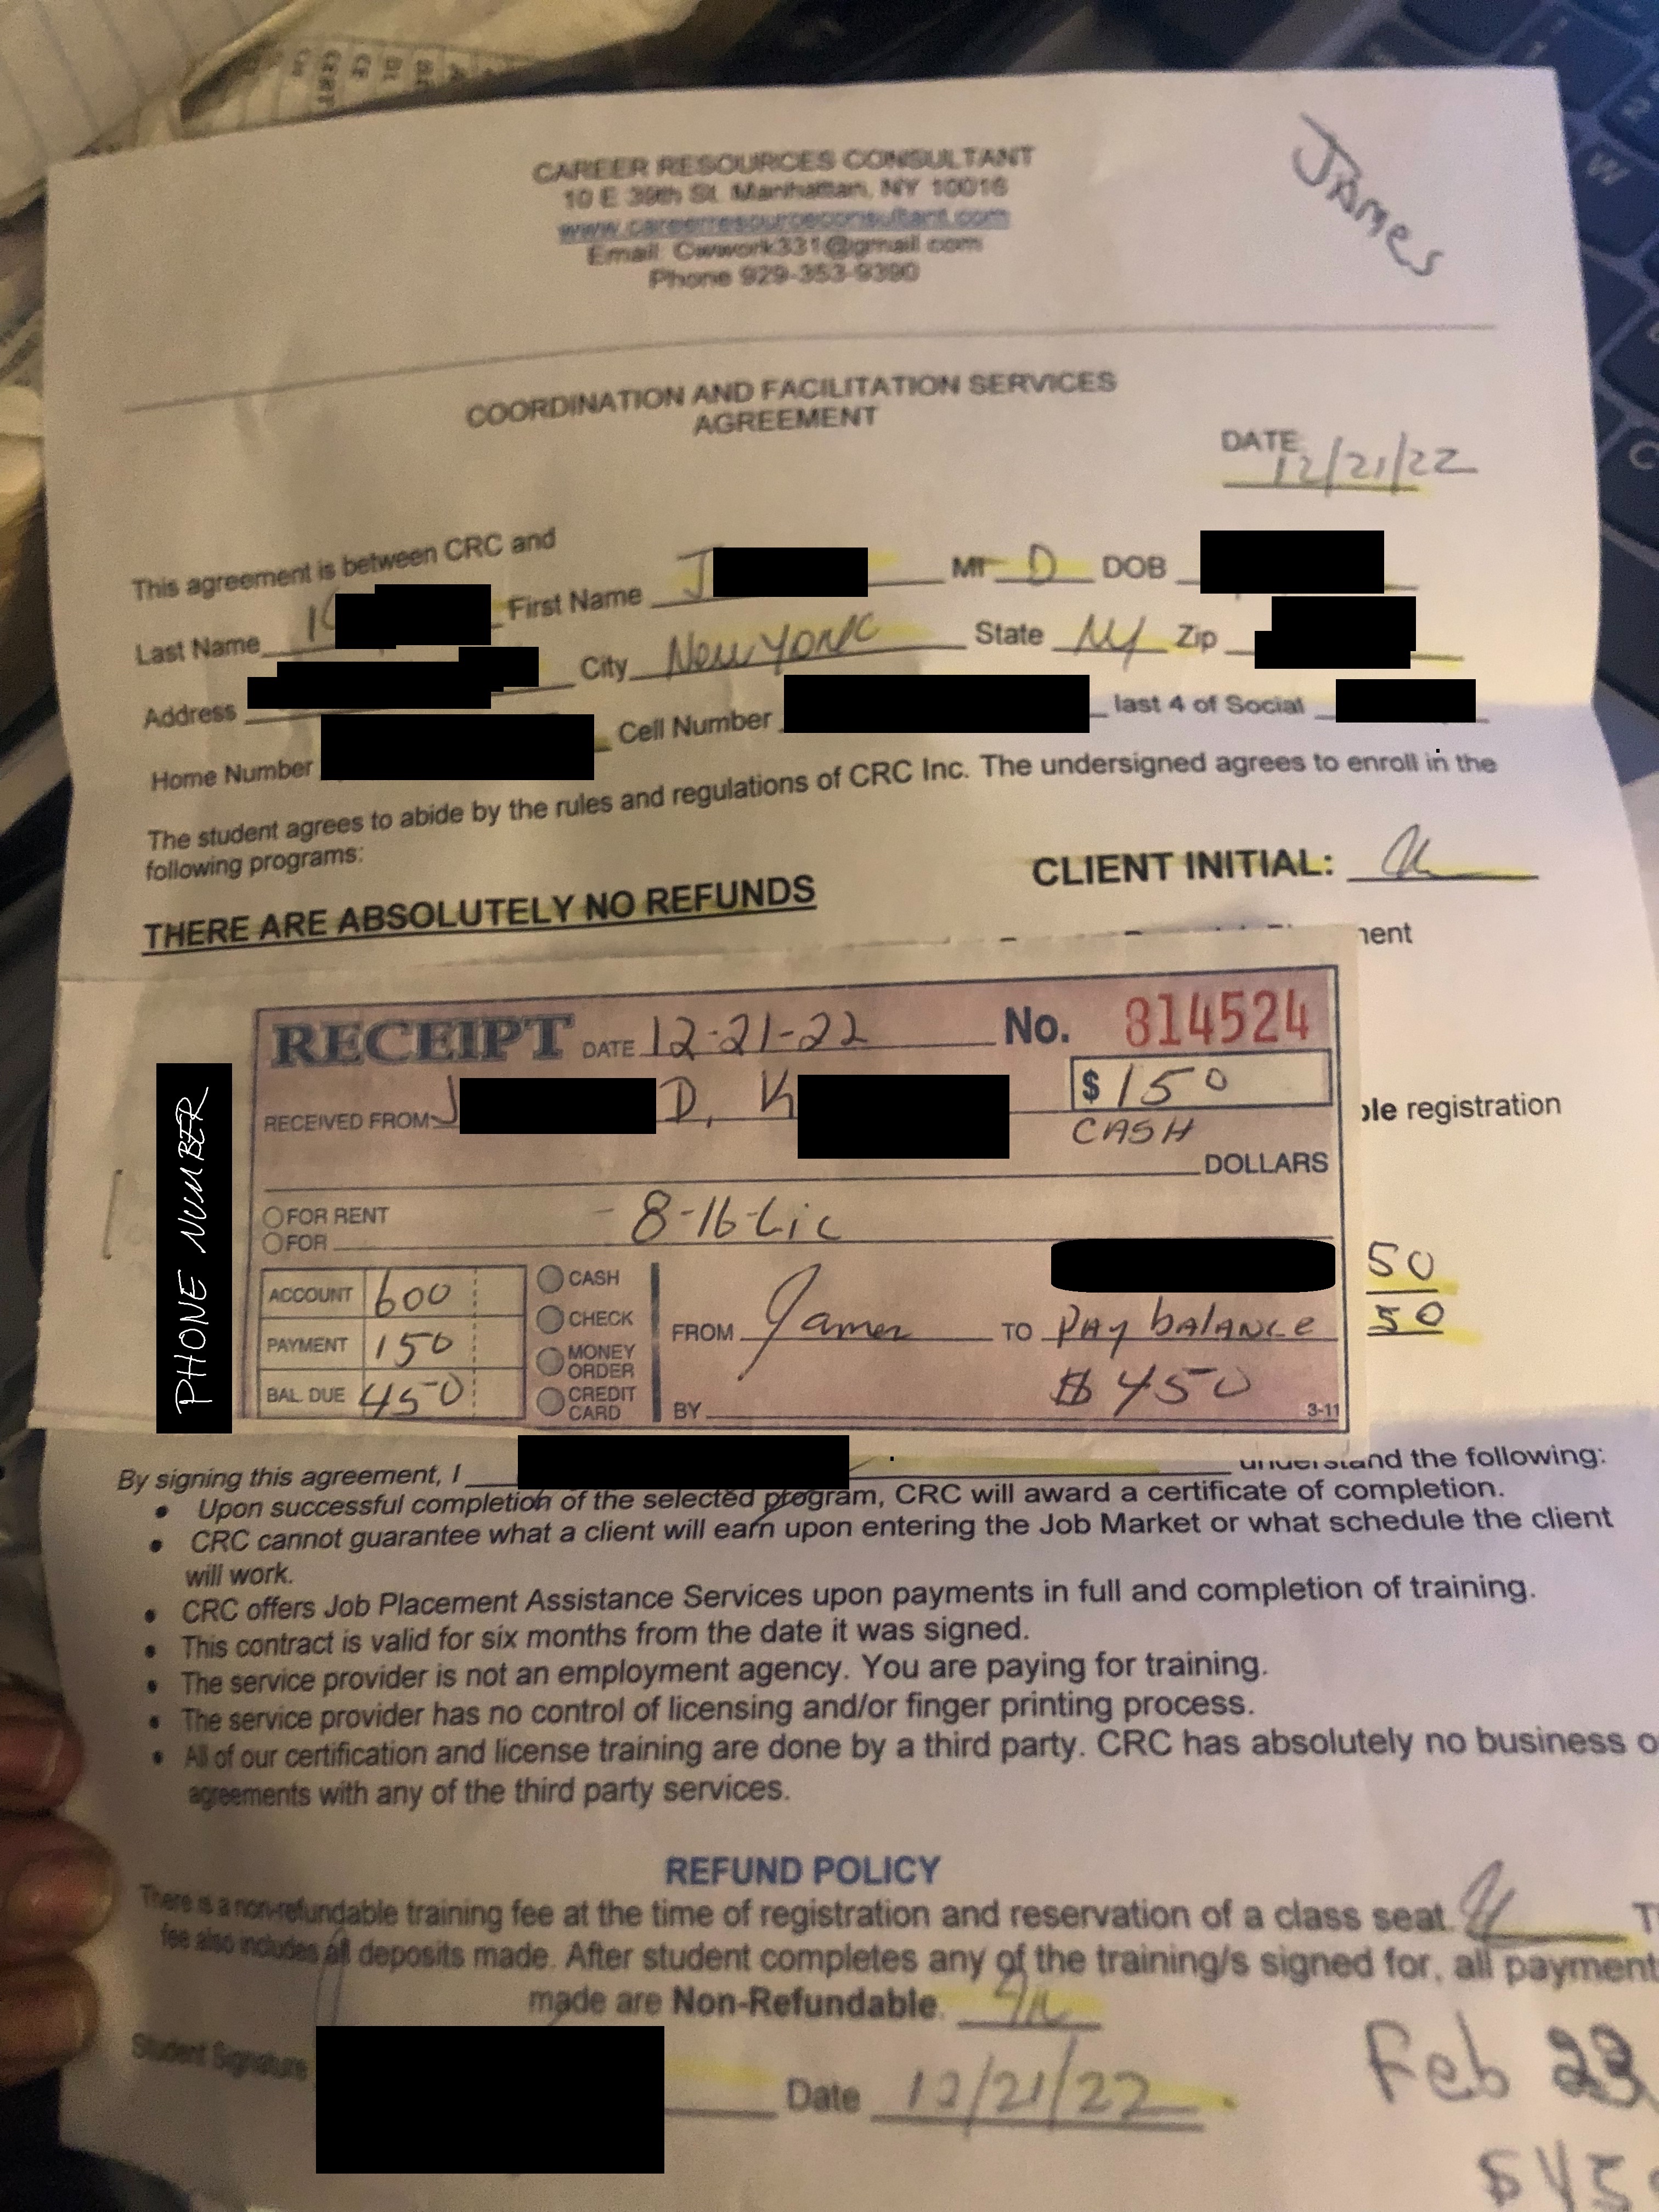 James
CAREER RESOURCES CONSULTANT
10 E 39th St. Manhattan, NY 10016
www.careerresourceconsultant.com
Email: Cwwork331@gmail.com
Phone 929-353-9390
COORDINATION AND FACILITATION SERVICES
AGREEMENT
DATE 12/21/22
This agreement is between CRC and
Last Name First Name J MI D DOB
Address City New York State NY Zip
Home Number Cell Number last 4 of Social
The student agrees to abide by the rules and regulations of CRC Inc. The undersigned agrees to enroll in the
following programs:
THERE ARE ABSOLUTELY NO REFUNDS CLIENT INITIAL:
ment
ble registration
50
50
RECEIPT DATE 12-21-22 No. 814524
RECEIVED FROM J D, K $ 150
CASH
DOLLARS
FOR RENT
FOR - 8-16-Lic
ACCOUNT 600
PAYMENT 150
BAL. DUE 450
CASH
CHECK
MONEY ORDER
CREDIT CARD
FROM James TO Pay balance
$ 450
BY
3-11
PHONE NUMBER
By signing this agreement, I understand the following:
• Upon successful completion of the selected program, CRC will award a certificate of completion.
• CRC cannot guarantee what a client will earn upon entering the Job Market or what schedule the client
will work.
• CRC offers Job Placement Assistance Services upon payments in full and completion of training.
• This contract is valid for six months from the date it was signed.
• The service provider is not an employment agency. You are paying for training.
• The service provider has no control of licensing and/or finger printing process.
• All of our certification and license training are done by a third party. CRC has absolutely no business o
agreements with any of the third party services.
REFUND POLICY
There is a non-refundable training fee at the time of registration and reservation of a class seat. T
fee also includes all deposits made. After student completes any of the training/s signed for, all payment
made are Non-Refundable.
Student Signature Date 12/21/22
Feb 23
$45